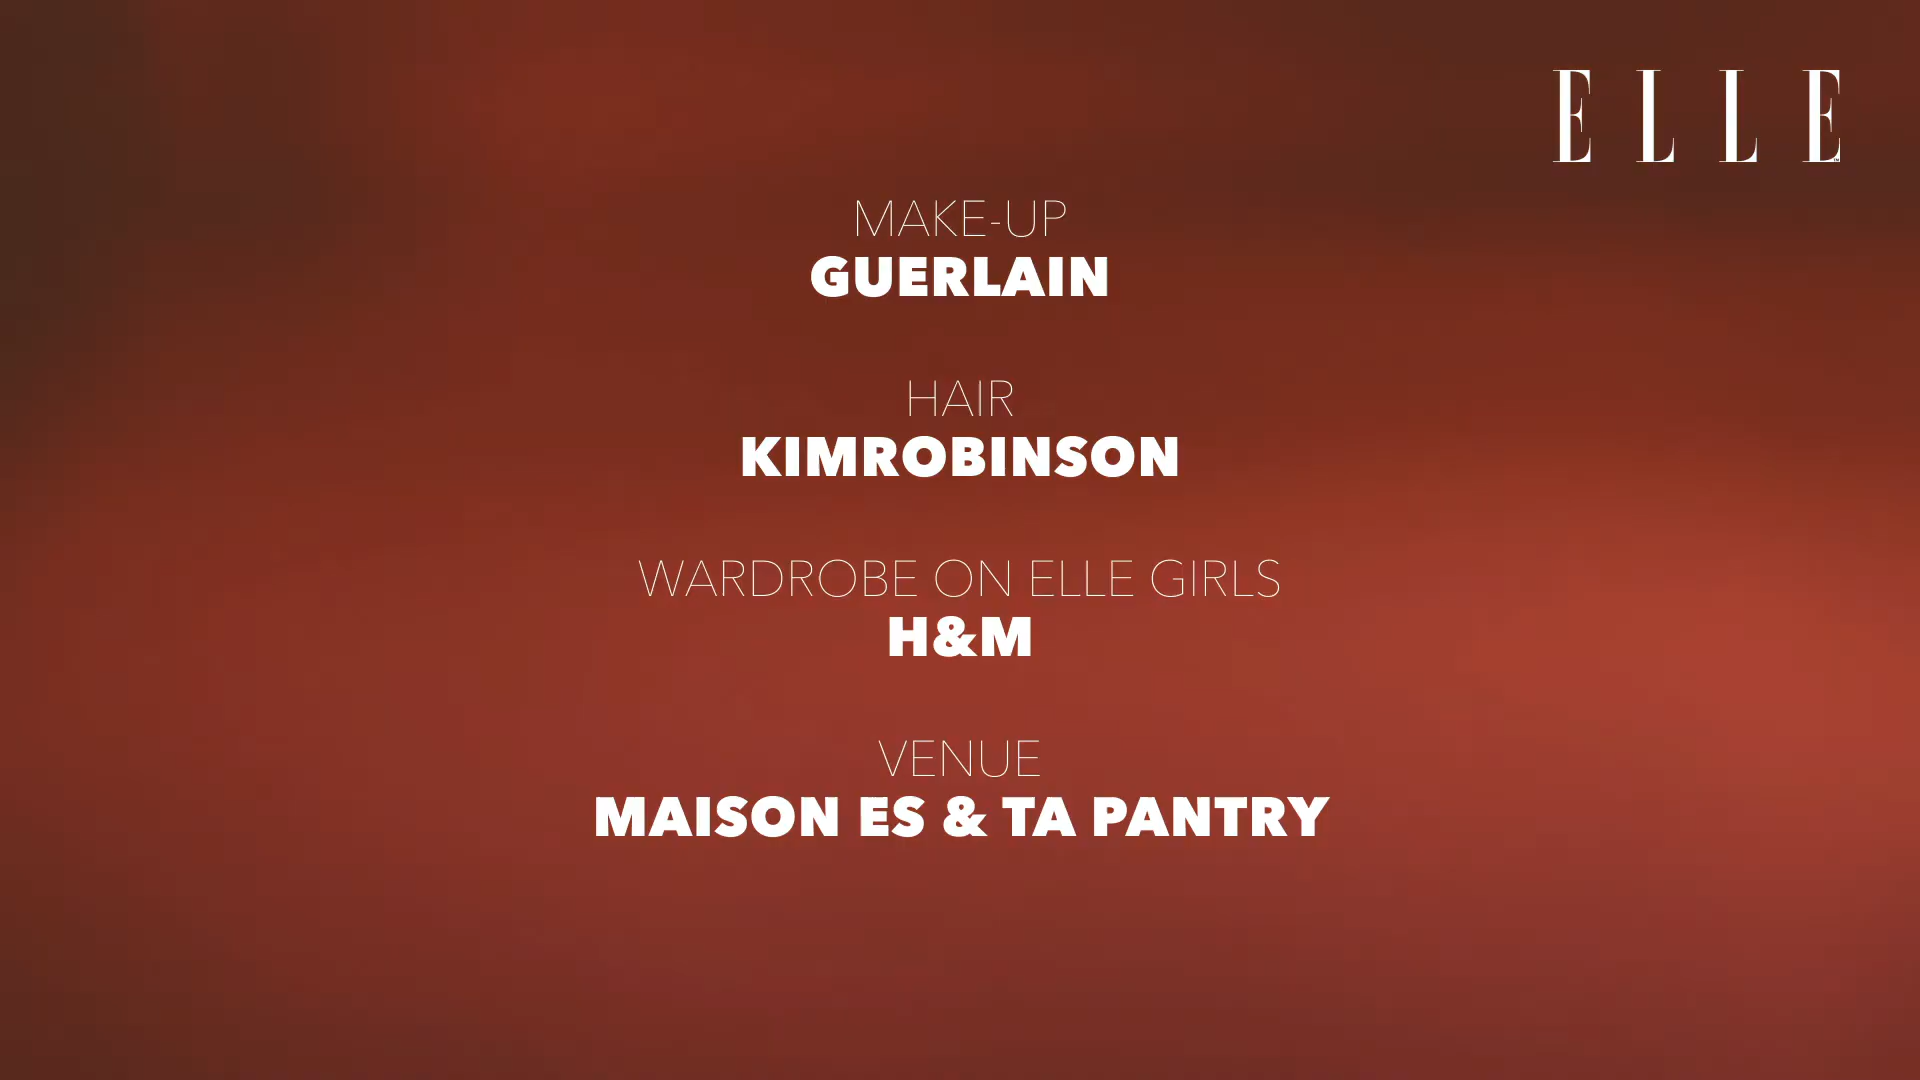 ELLE
MAKE-UP
GUERLAIN
HAIR
KIMROBINSON
WARDROBE ON ELLE GIRLS
H&M
VENUE
MAISON ES & TA PANTRY